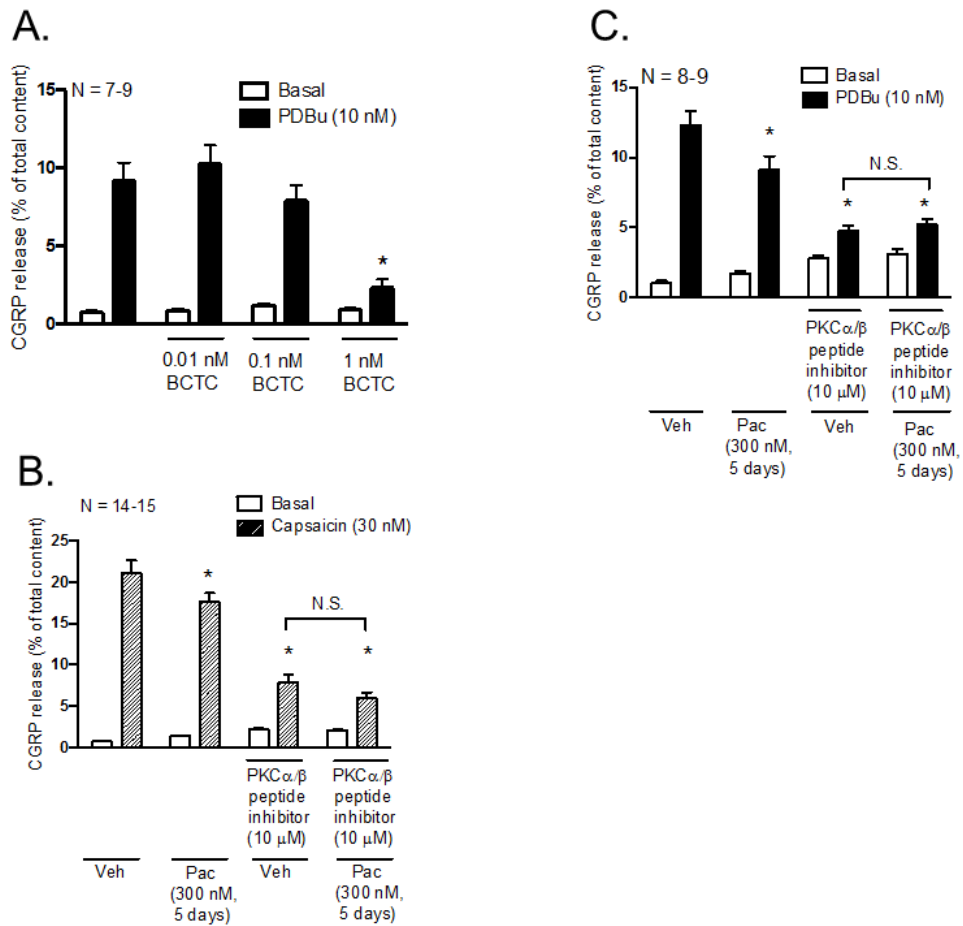 A.
N = 7-9
Basal
PDBu (10 nM)
CGRP release (% of total content)
15
10
5
0
0.01 nM
BCTC
0.1 nM
BCTC
1 nM
BCTC
*
B.
N = 14-15
Basal
Capsaicin (30 nM)
CGRP release (% of total content)
25
20
15
10
5
0
*
N.S.
*
*
PKCα/β
peptide
inhibitor
(10 μM)
PKCα/β
peptide
inhibitor
(10 μM)
Veh
Pac
(300 nM,
5 days)
Veh
Pac
(300 nM,
5 days)
C.
N = 8-9
Basal
PDBu (10 nM)
CGRP release (% of total content)
15
10
5
0
*
N.S.
*
*
PKCα/β
peptide
inhibitor
(10 μM)
PKCα/β
peptide
inhibitor
(10 μM)
Veh
Pac
(300 nM,
5 days)
Veh
Pac
(300 nM,
5 days)